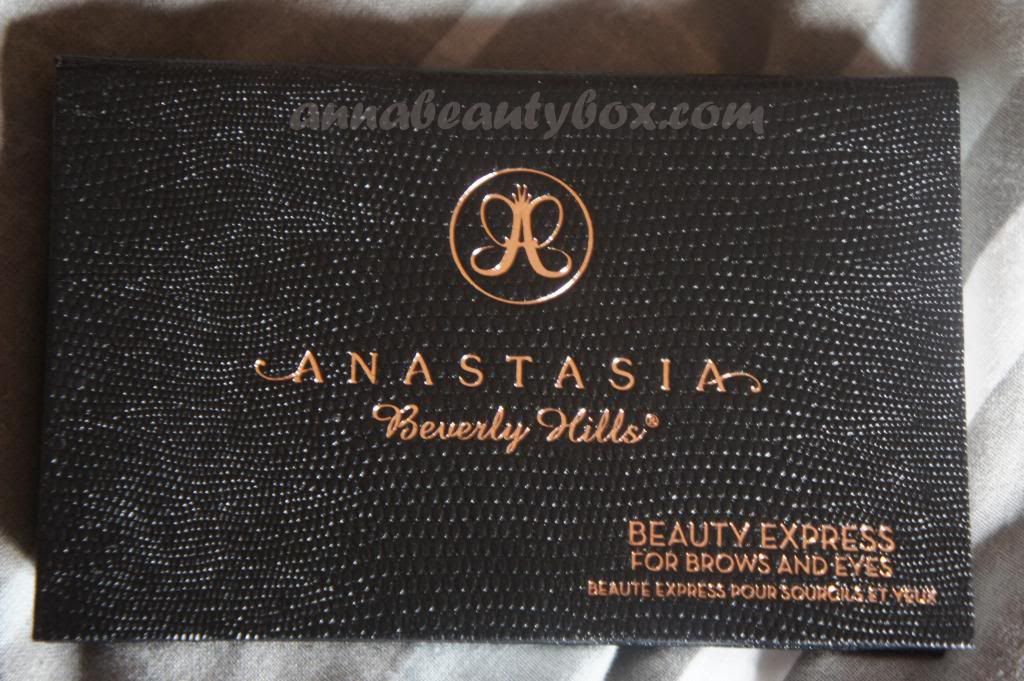 annabeautybox.com
ANASTASIA
Beverly Hills®
BEAUTY EXPRESS
FOR BROWS AND EYES
BEAUTE EXPRESS POUR SOURCILS ET YEUX